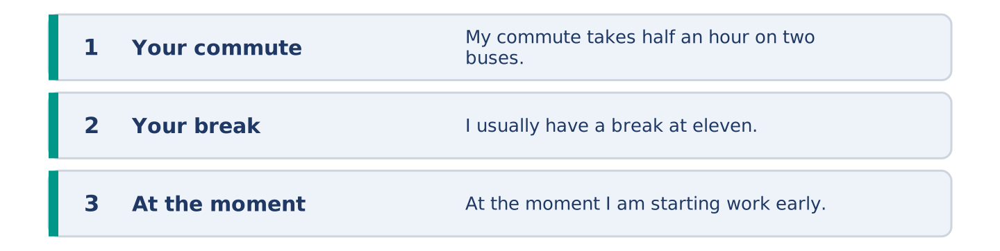 1 Your commute My commute takes half an hour on two
buses.
2 Your break I usually have a break at eleven.
3 At the moment At the moment I am starting work early.